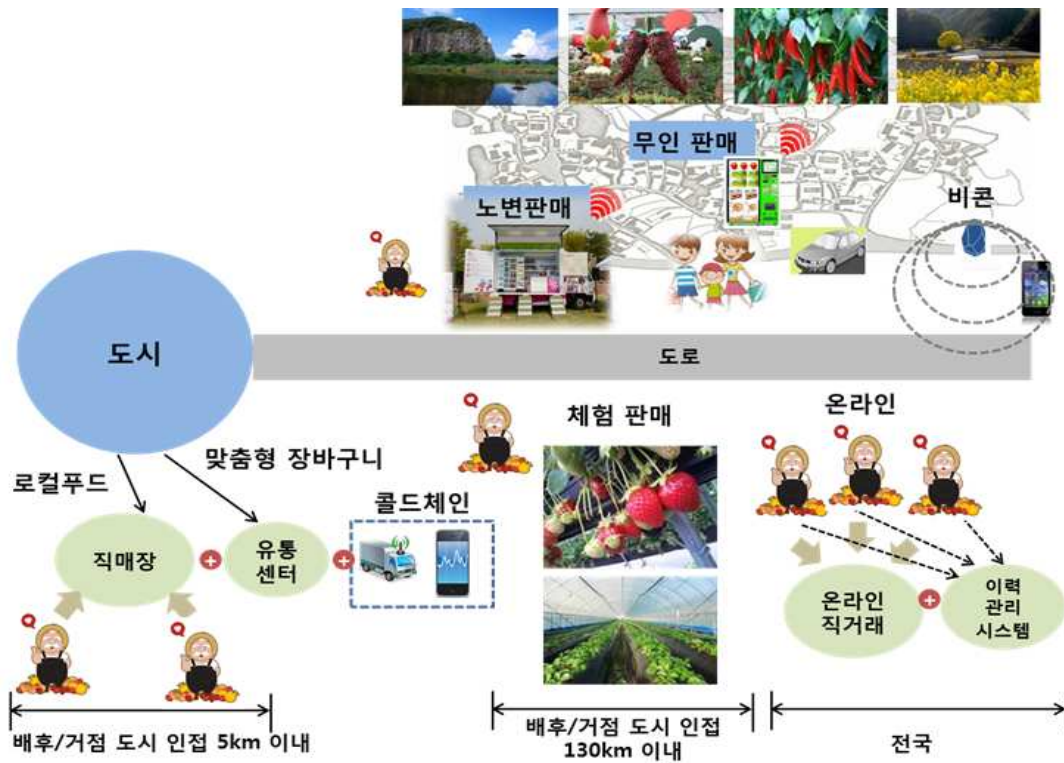 무인 판매
노변판매
비콘
도시
도로
체험 판매
온라인
맞춤형 장바구니
로컬푸드
콜드체인
직매장
유통
센터
온라인
직거래
이력
관리
시스템
배후/거점 도시 인접 5km 이내
배후/거점 도시 인접
130km 이내
전국